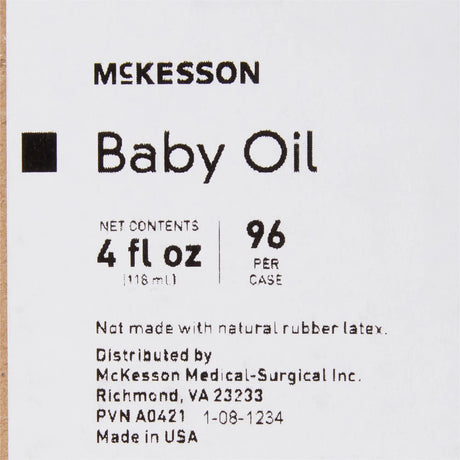 McKESSON
Baby Oil
NET CONTENTS
4 fl oz
(118 mL)
96
PER
CASE
Not made with natural rubber latex.
Distributed by
McKesson Medical-Surgical Inc.
Richmond, VA 23233
PVN A0421 1-08-1234
Made in USA